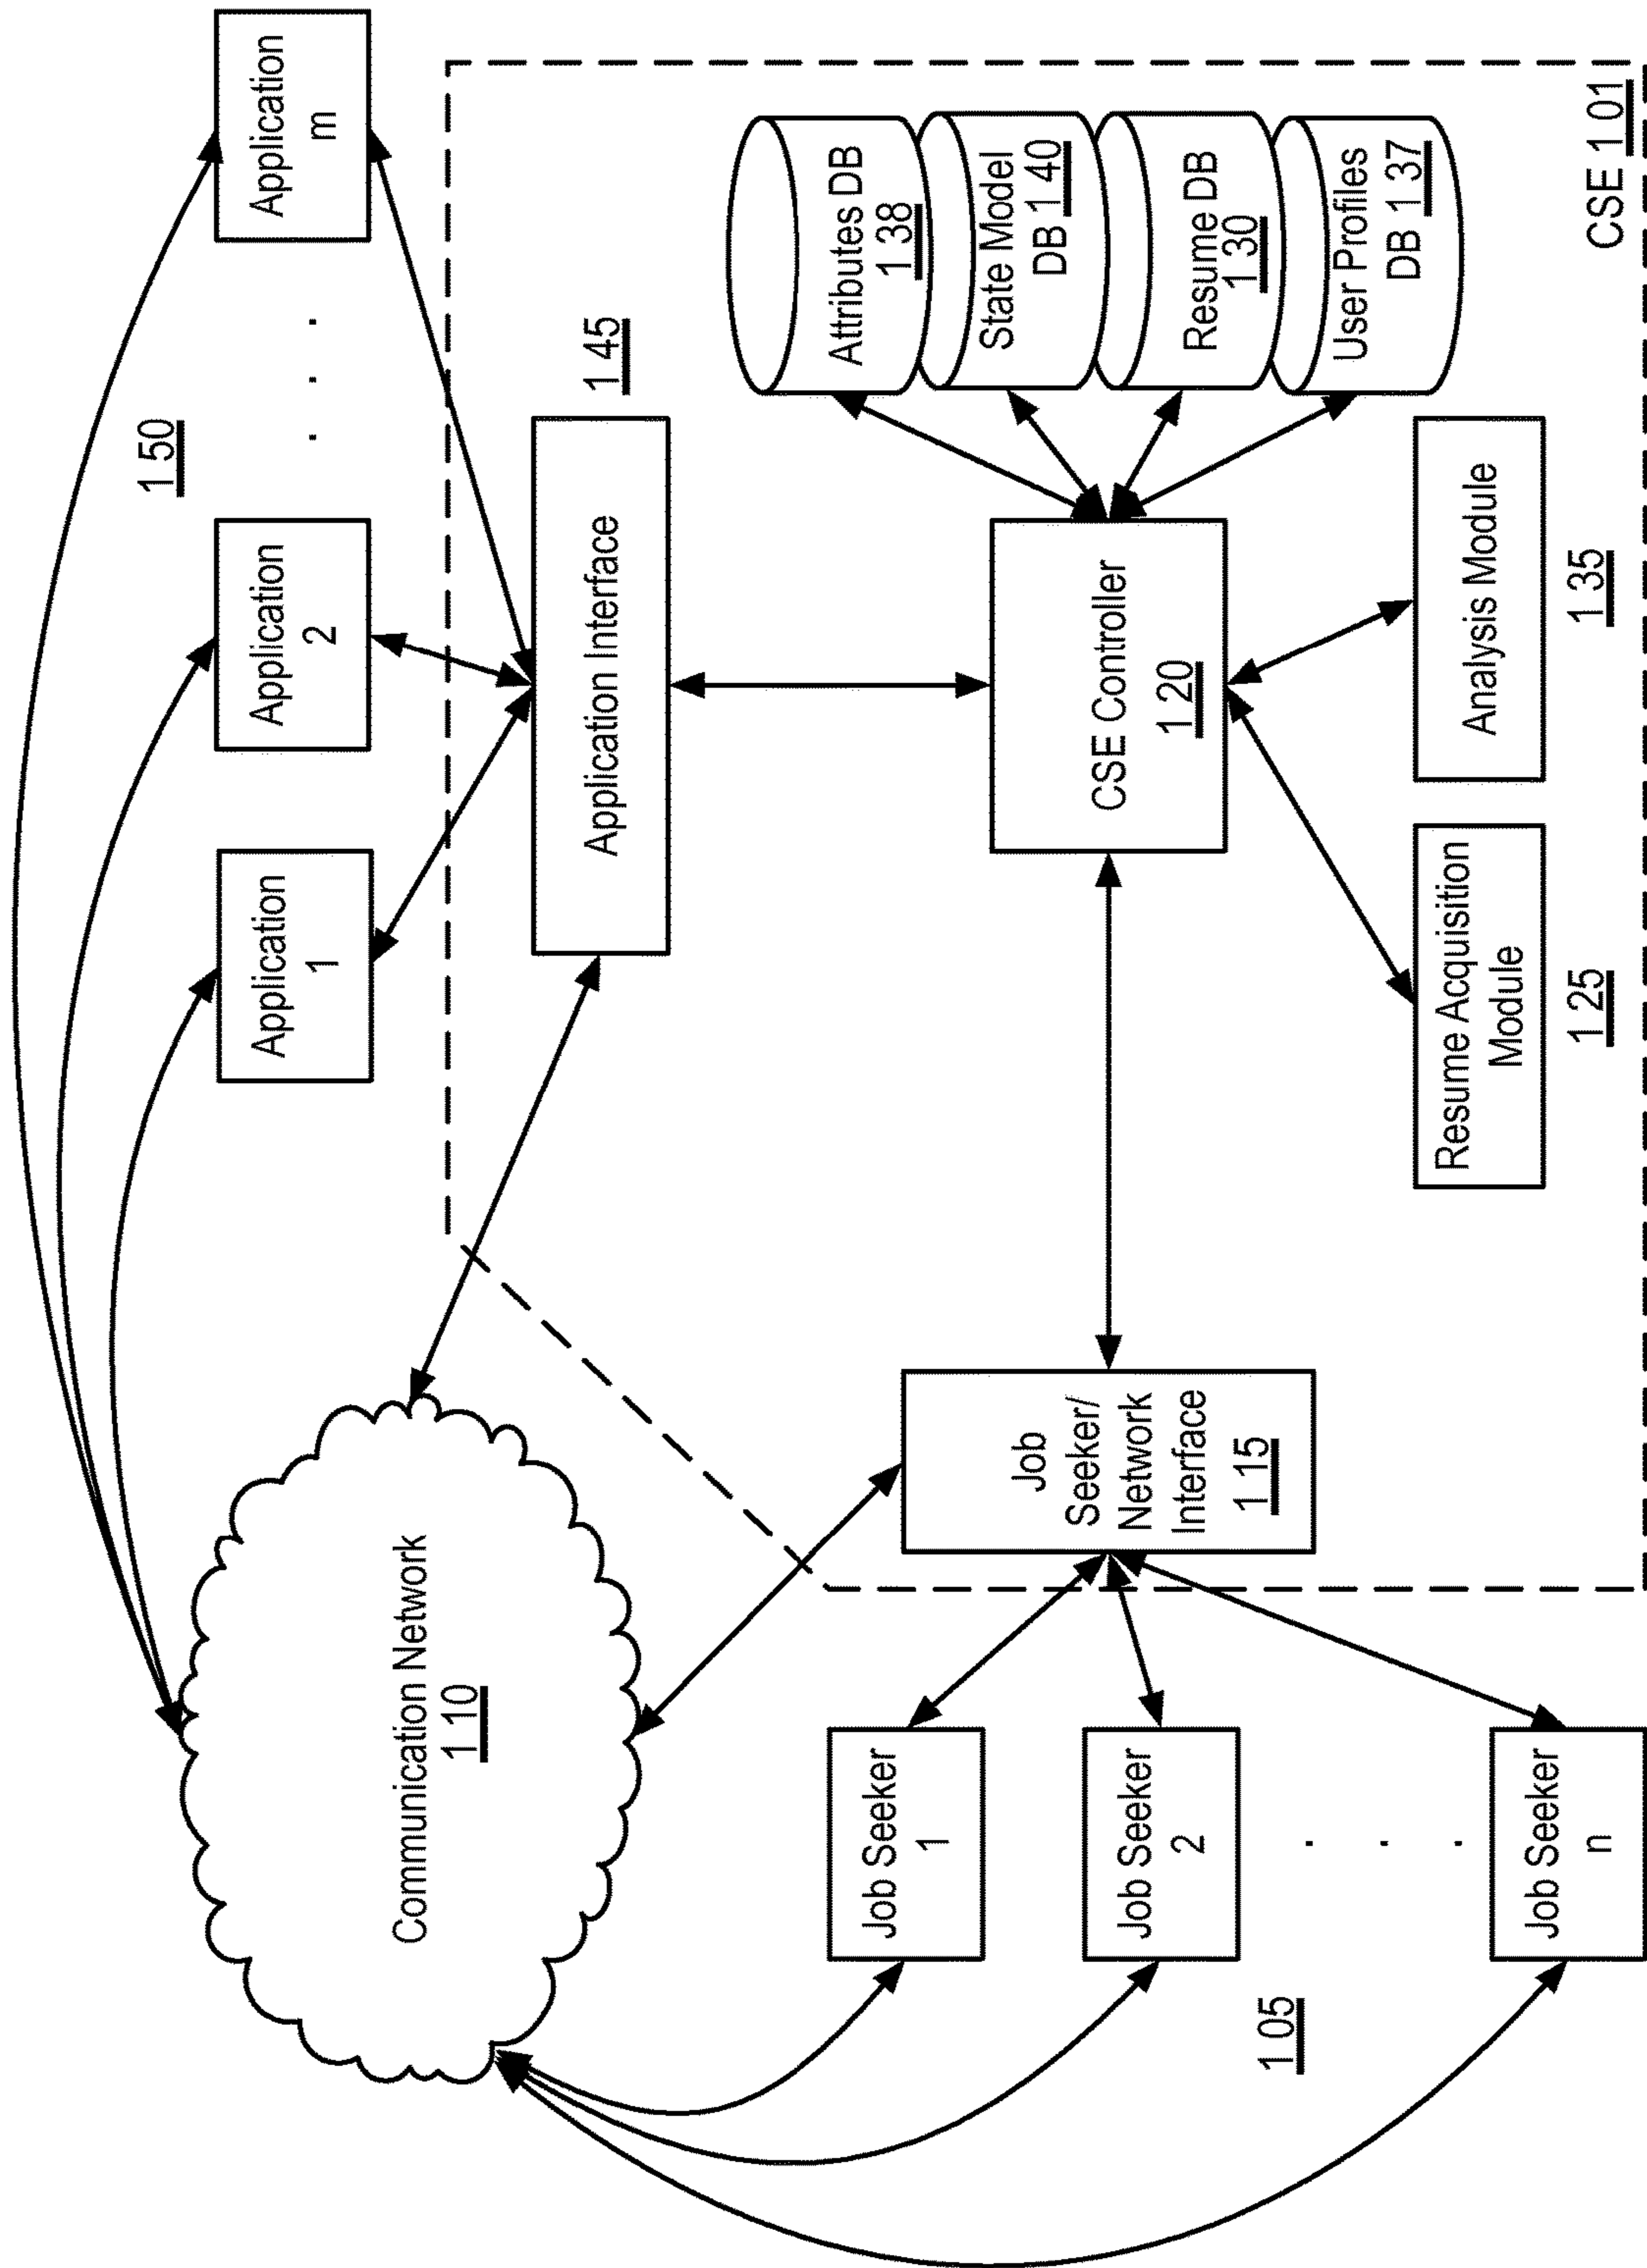 Communication Network
110
Application
1
Application
2
150
. . .
Application
m
Application Interface
145
Job Seeker
1
Job Seeker
2
.
.
.
Job Seeker
n
105
Job
Seeker/
Network
Interface
115
CSE Controller
120
Attributes DB
138
State Model
DB 140
Resume DB
130
User Profiles
DB 137
Resume Acquisition
Module
125
Analysis Module
135
CSE 101